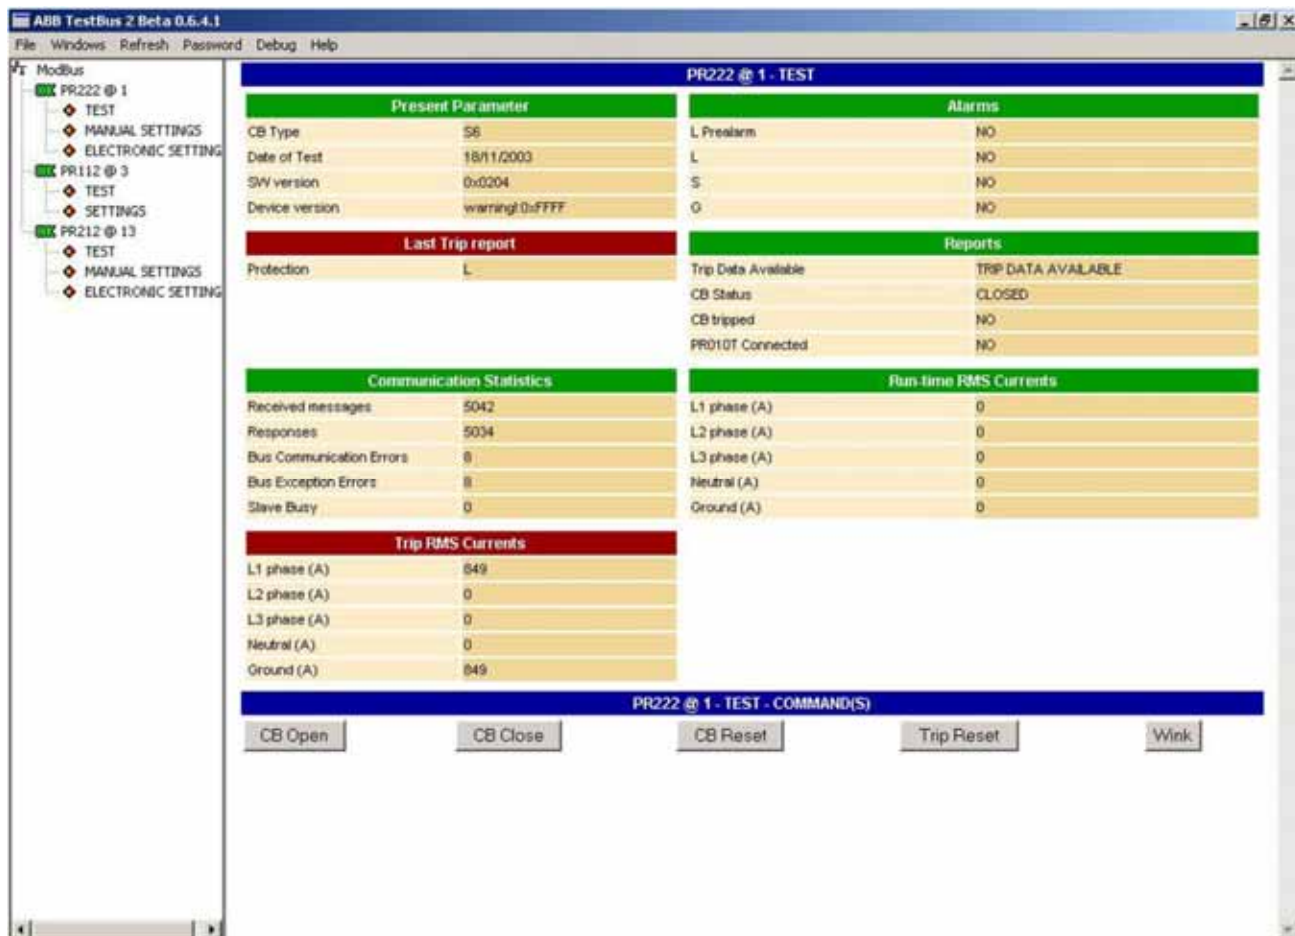 ABB TestBus 2 Beta 0.6.4.1
File Windows Refresh Password Debug Help
ModBus
PR222 @ 1
TEST
MANUAL SETTINGS
ELECTRONIC SETTING
PR112 @ 3
TEST
SETTINGS
PR212 @ 13
TEST
MANUAL SETTINGS
ELECTRONIC SETTING
PR222 @ 1 - TEST
Present Parameter
CB Type S6
Date of Test 18/11/2003
SW version 0x0204
Device version warning! 0xFFFF
Alarms
L Prealarm NO
L NO
S NO
G NO
Last Trip report
Protection L
Reports
Trip Data Available TRIP DATA AVAILABLE
CB Status CLOSED
CB tripped NO
PR010T Connected NO
Communication Statistics
Received messages 5042
Responses 5034
Bus Communication Errors 8
Bus Exception Errors 8
Slave Busy 0
Run-time RMS Currents
L1 phase (A) 0
L2 phase (A) 0
L3 phase (A) 0
Neutral (A) 0
Ground (A) 0
Trip RMS Currents
L1 phase (A) 849
L2 phase (A) 0
L3 phase (A) 0
Neutral (A) 0
Ground (A) 849
PR222 @ 1 - TEST - COMMAND(S)
CB Open CB Close CB Reset Trip Reset Wink